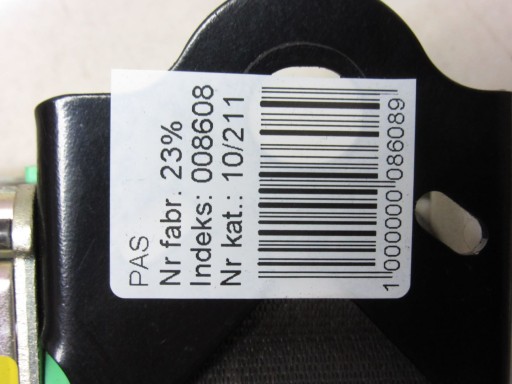 PAS
Nr fabr. 23%
Indeks: 008608
Nr kat.: 10/211
1 000000 086089